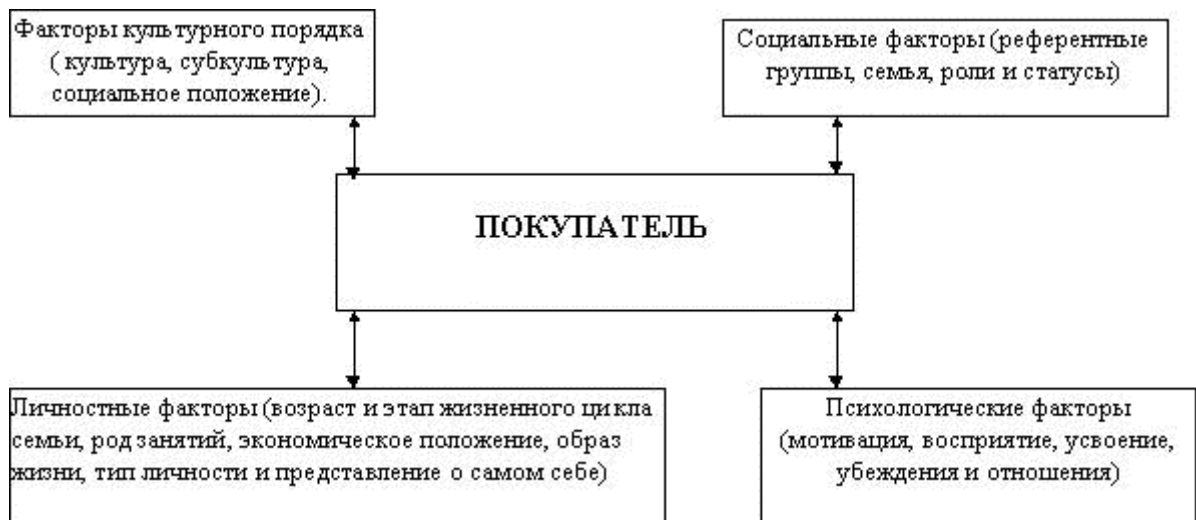 Факторы культурного порядка
( культура, субкультура,
социальное положение).
Социальные факторы (референтные
группы, семья, роли и статусы)
ПОКУПАТЕЛЬ
Личностные факторы (возраст и этап жизненного цикла
семьи, род занятий, экономическое положение, образ
жизни, тип личности и представление о самом себе)
Психологические факторы
(мотивация, восприятие, усвоение,
убеждения и отношения)